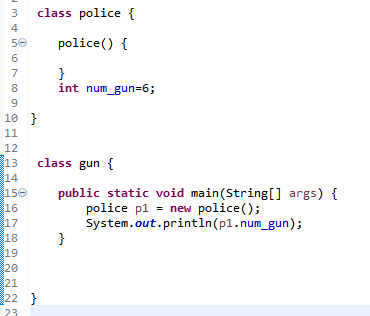 3 class police {
4
5 police() {
6
7 }
8 int num_gun=6;
9
10 }
11
12
13 class gun {
14
15 public static void main(String[] args) {
16 police p1 = new police();
17 System.out.println(p1.num_gun);
18 }
19
20
21
22 }
23